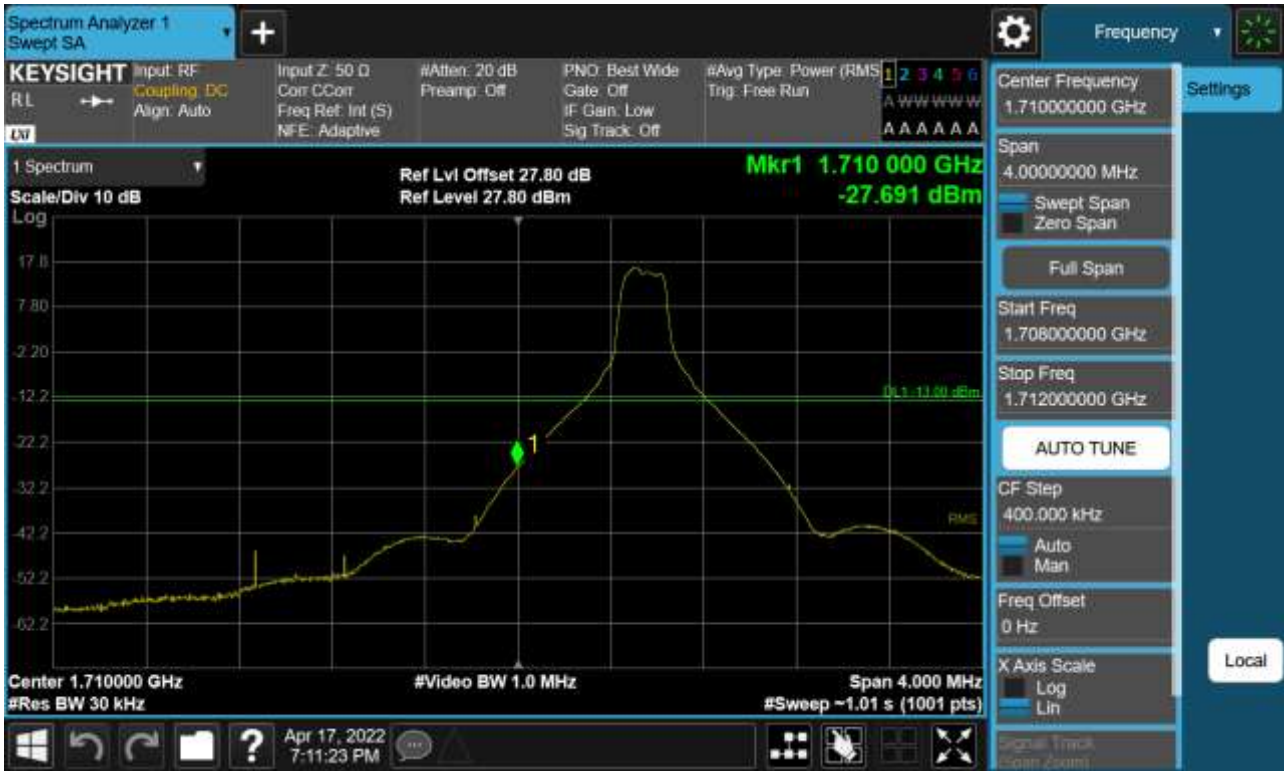 Spectrum Analyzer 1
Swept SA
+
Frequency
KEYSIGHT
RL
LXI
Input: RF
Coupling: DC
Align: Auto
Input Z: 50 Ω
Corr CCorr
Freq Ref: Int (S)
NFE: Adaptive
#Atten: 20 dB
Preamp: Off
PNO: Best Wide
Gate: Off
IF Gain: Low
Sig Track: Off
#Avg Type: Power (RMS
Trig: Free Run
1 2 3 4 5 6
A W W W W W
A A A A A A
1 Spectrum
Scale/Div 10 dB
Log
Ref Lvl Offset 27.80 dB
Ref Level 27.80 dBm
Mkr1 1.710 000 GHz
-27.691 dBm
17.8
7.80
-2.20
-12.2
-22.2
-32.2
-42.2
-52.2
-62.2
DL1 -13.00 dBm
1
RMS
Center 1.710000 GHz
#Res BW 30 kHz
#Video BW 1.0 MHz
Span 4.000 MHz
#Sweep ~1.01 s (1001 pts)
Center Frequency
1.710000000 GHz
Settings
Span
4.00000000 MHz
Swept Span
Zero Span
Full Span
Start Freq
1.708000000 GHz
Stop Freq
1.712000000 GHz
AUTO TUNE
CF Step
400.000 kHz
Auto
Man
Freq Offset
0 Hz
X Axis Scale
Log
Lin
Local
Signal Track
(Span Zoom)
?
Apr 17, 2022
7:11:23 PM